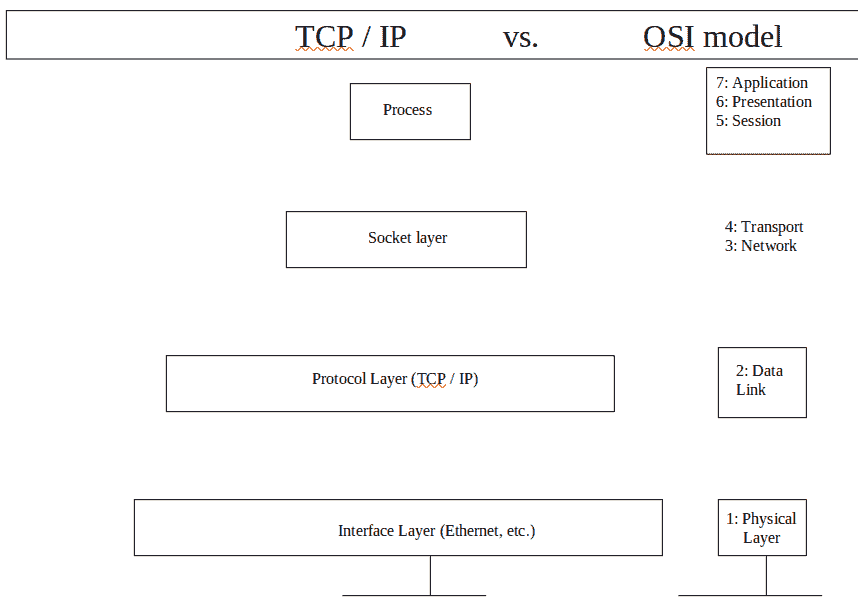 TCP / IP vs. OSI model
Process
7: Application
6: Presentation
5: Session
Socket layer
4: Transport
3: Network
Protocol Layer (TCP / IP)
2: Data
Link
Interface Layer (Ethernet, etc.)
1: Physical
Layer